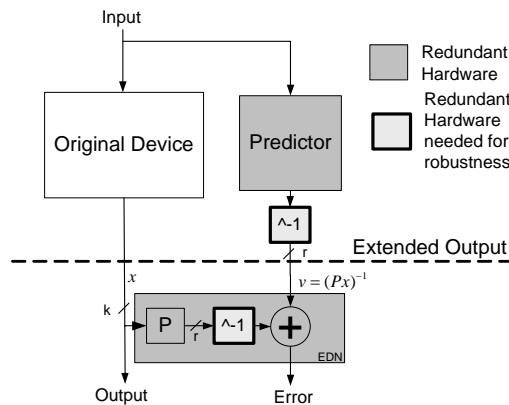 Input
Redundant
Hardware
Redundant
Hardware
needed for
robustness
Original Device
Predictor
^-1
r
Extended Output
x
v = (Px)^{-1}
k
P
r
^-1
+
EDN
Output
Error